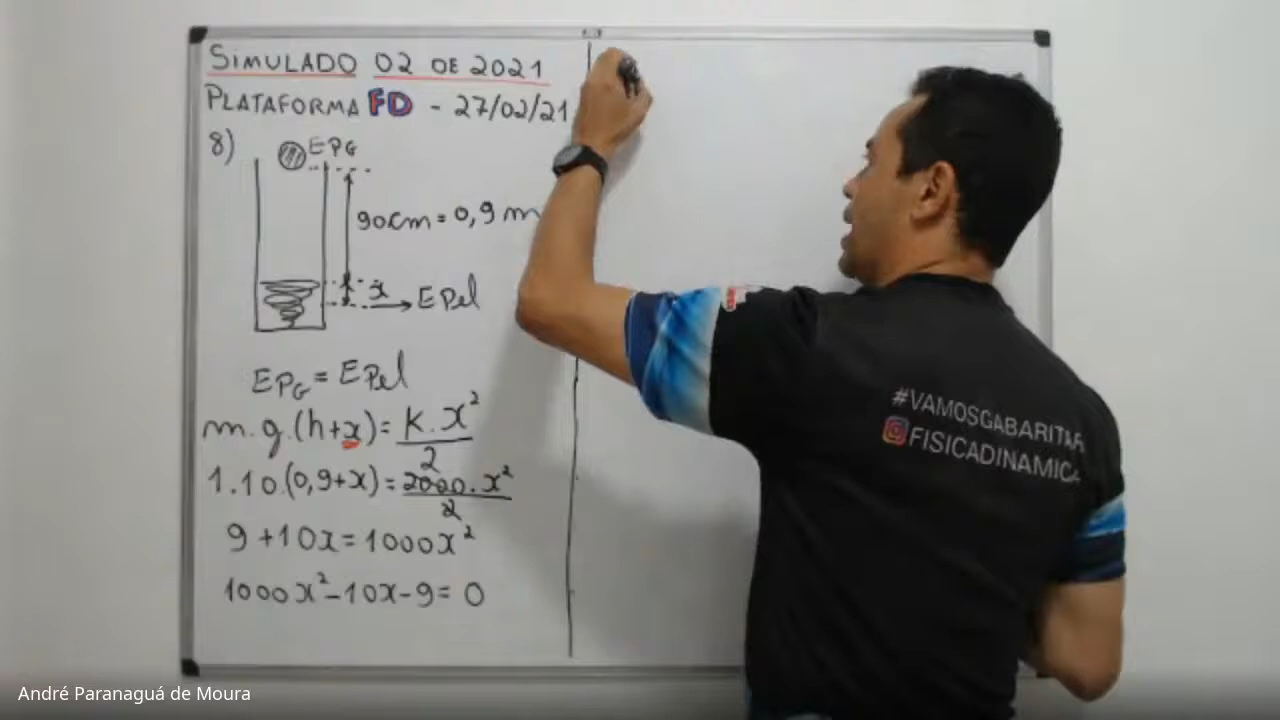 SIMULADO 02 DE 2021
PLATAFORMA FD - 27/02/21
8)
EPG
90cm = 0,9 m
x
EPel
EPG = EPel
m.g.(h+x) = K.x²/2
1.10.(0,9+x) = 2000.x²/2
9+10x=1000x²
1000x²-10x-9=0
#VAMOSGABARITAR
FISICADINAMICA
André Paranaguá de Moura